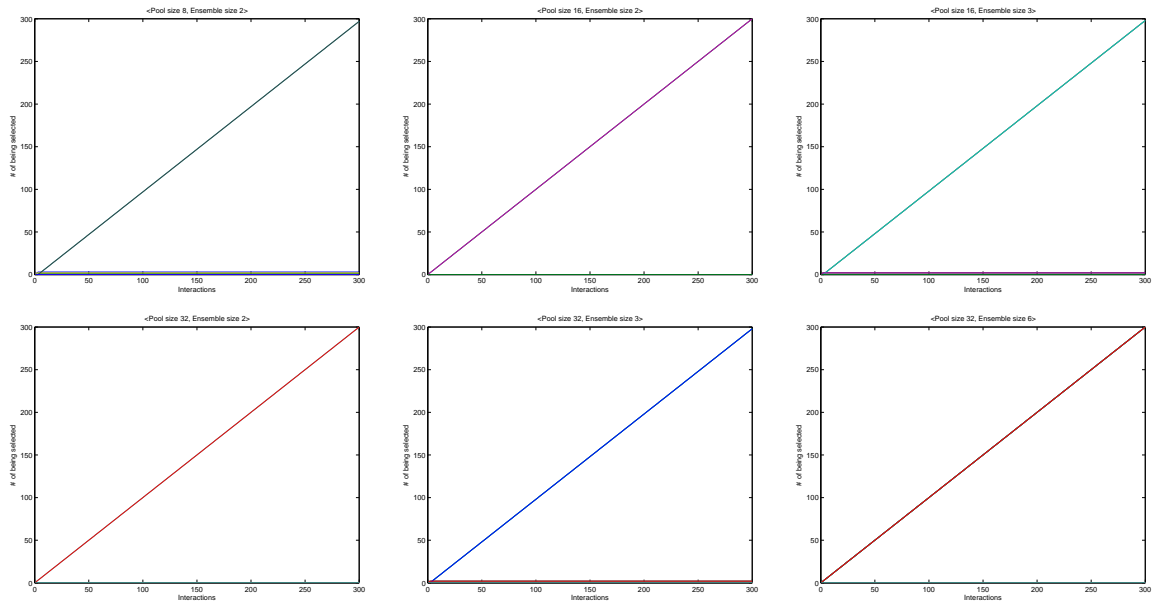 <Pool size 8, Ensemble size 2>
300
250
200
150
100
50
0
# of being selected
0 50 100 150 200 250 300
Interactions
<Pool size 16, Ensemble size 2>
300
250
200
150
100
50
0
# of being selected
0 50 100 150 200 250 300
Interactions
<Pool size 16, Ensemble size 3>
300
250
200
150
100
50
0
# of being selected
0 50 100 150 200 250 300
Interactions
<Pool size 32, Ensemble size 2>
300
250
200
150
100
50
0
# of being selected
0 50 100 150 200 250 300
Interactions
<Pool size 32, Ensemble size 3>
300
250
200
150
100
50
0
# of being selected
0 50 100 150 200 250 300
Interactions
<Pool size 32, Ensemble size 6>
300
250
200
150
100
50
0
# of being selected
0 50 100 150 200 250 300
Interactions